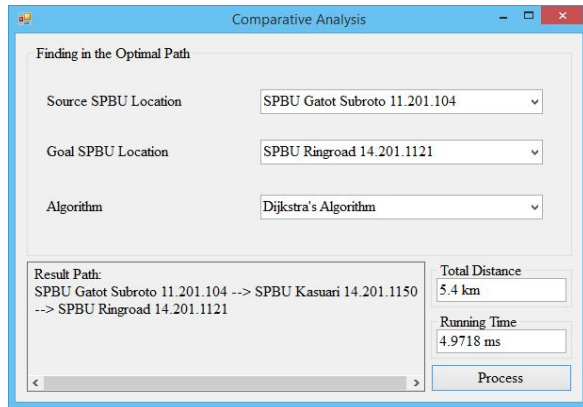 Comparative Analysis
Finding in the Optimal Path
Source SPBU Location
SPBU Gatot Subroto 11.201.104
Goal SPBU Location
SPBU Ringroad 14.201.1121
Algorithm
Dijkstra's Algorithm
Result Path:
SPBU Gatot Subroto 11.201.104 --> SPBU Kasuari 14.201.1150
--> SPBU Ringroad 14.201.1121
Total Distance
5.4 km
Running Time
4.9718 ms
Process